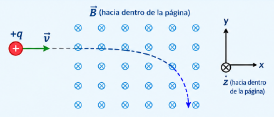 B⃗ (hacia dentro de la página)
+q
v⃗
y
x
z⃗ (hacia dentro
de la página)